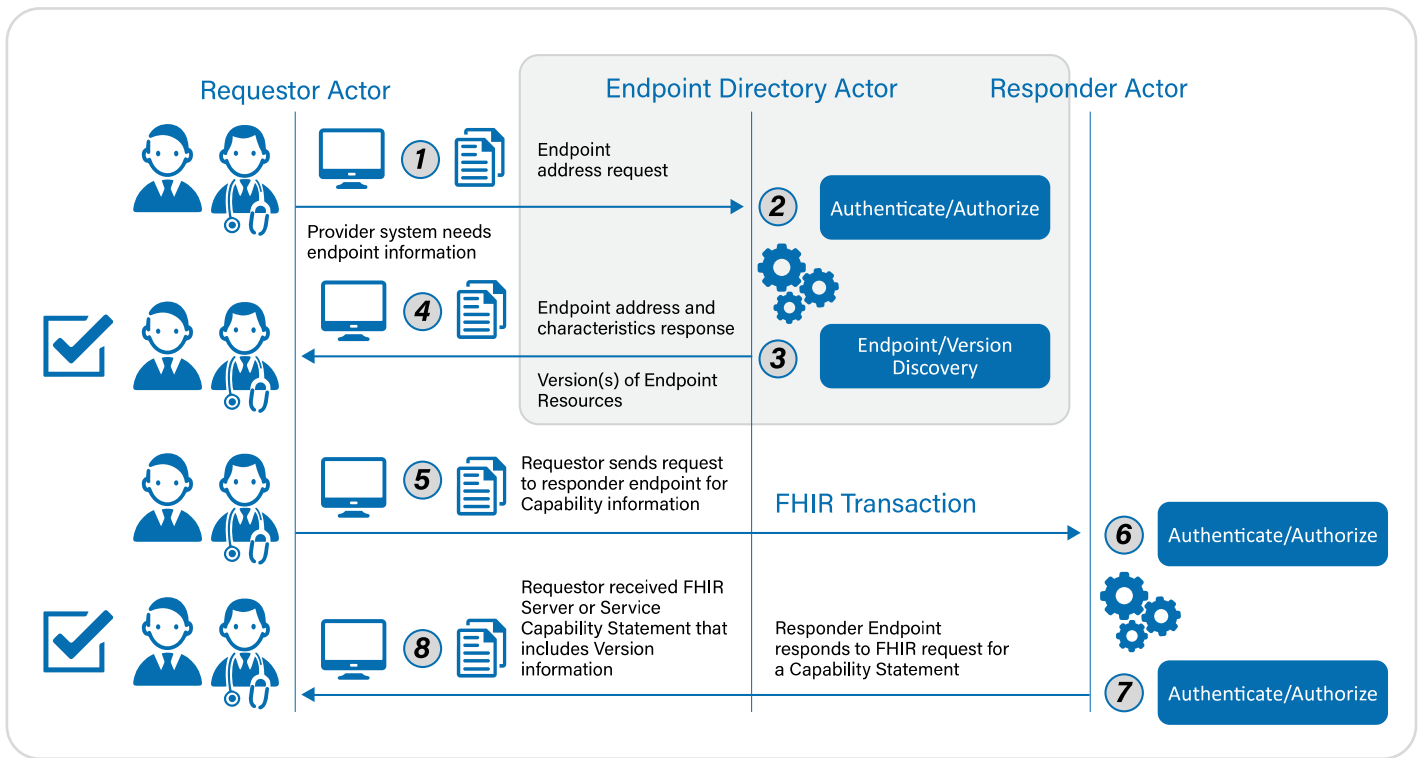 Requestor Actor
Endpoint Directory Actor
Responder Actor
1
Endpoint
address request
2
Authenticate/Authorize
Provider system needs
endpoint information
4
Endpoint address and
characteristics response
3
Endpoint/Version
Discovery
Version(s) of Endpoint
Resources
5
Requestor sends request
to responder endpoint for
Capability information
FHIR Transaction
6
Authenticate/Authorize
8
Requestor received FHIR
Server or Service
Capability Statement that
includes Version
information
Responder Endpoint
responds to FHIR request for
a Capability Statement
7
Authenticate/Authorize